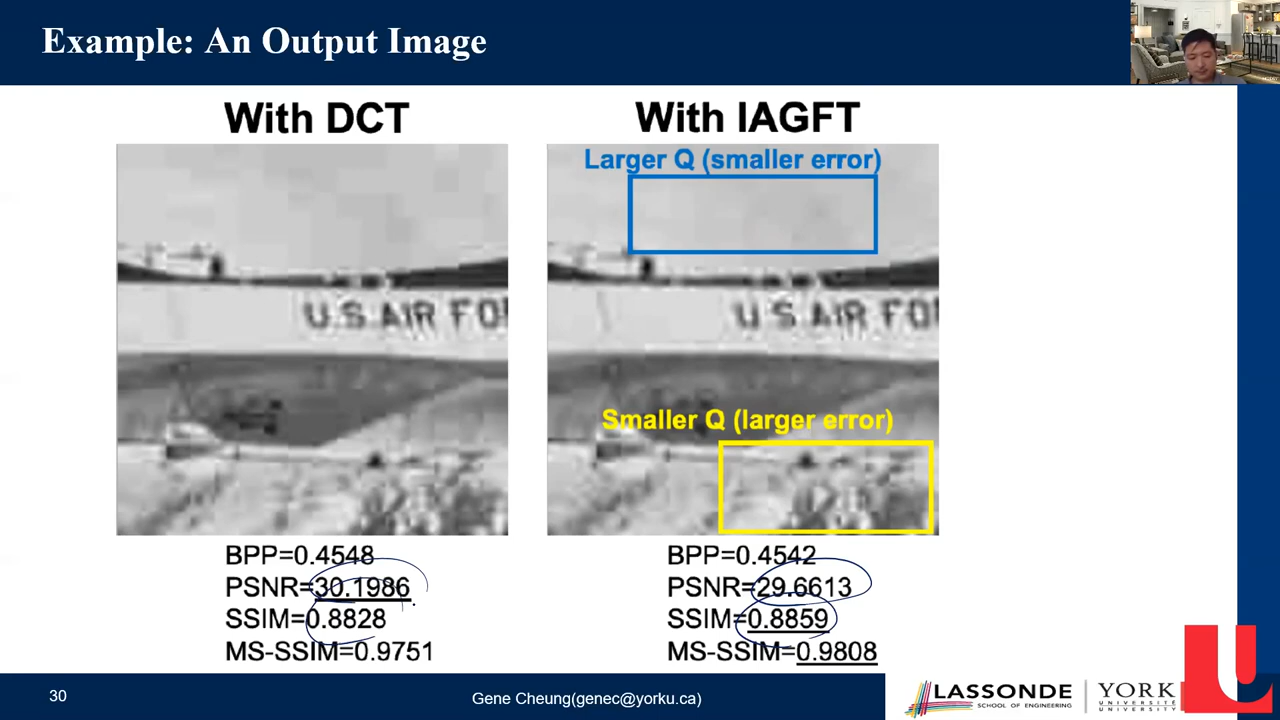 Example: An Output Image
With DCT
With IAGFT
Larger Q (smaller error)
U.S.AIR FO
U.S.AIR FO
Smaller Q (larger error)
BPP=0.4548
PSNR=30.1986
SSIM=0.8828
MS-SSIM=0.9751
BPP=0.4542
PSNR=29.6613
SSIM=0.8859
MS-SSIM=0.9808
30
Gene Cheung(genec@yorku.ca)
LASSONDE
SCHOOL OF ENGINEERING
YORK
UNIVERSITÉ
UNIVERSITY